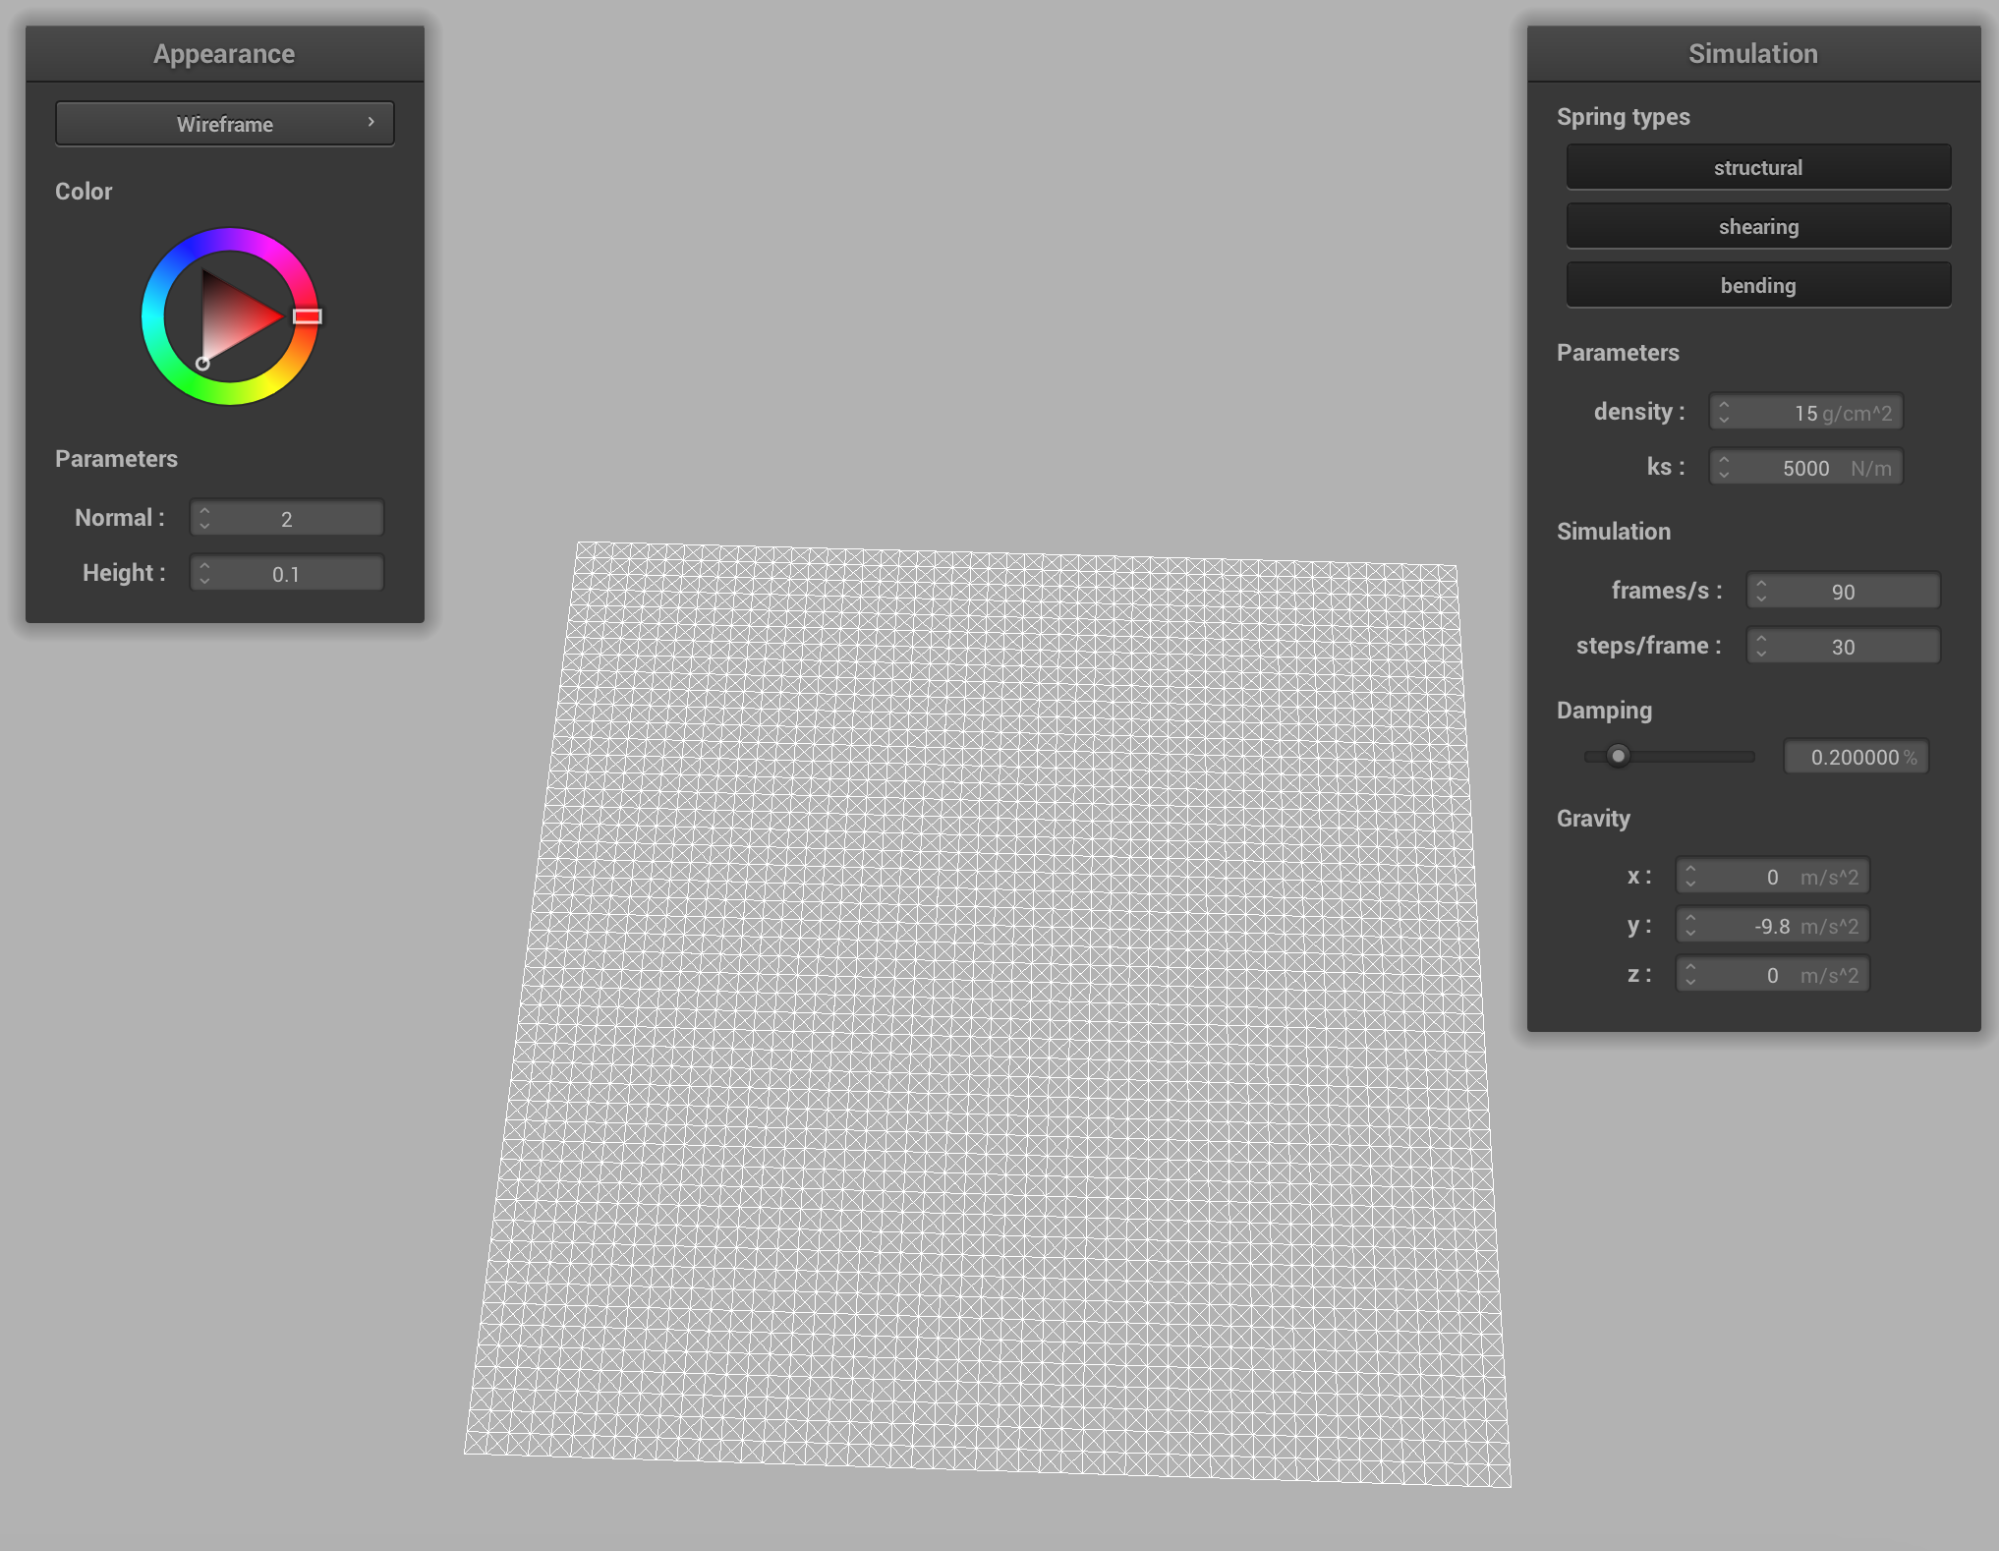 Appearance
Wireframe
Color
Parameters
Normal : 2
Height : 0.1
Simulation
Spring types
structural
shearing
bending
Parameters
density : 15 g/cm^2
ks : 5000 N/m
Simulation
frames/s : 90
steps/frame : 30
Damping
0.200000 %
Gravity
x : 0 m/s^2
y : -9.8 m/s^2
z : 0 m/s^2